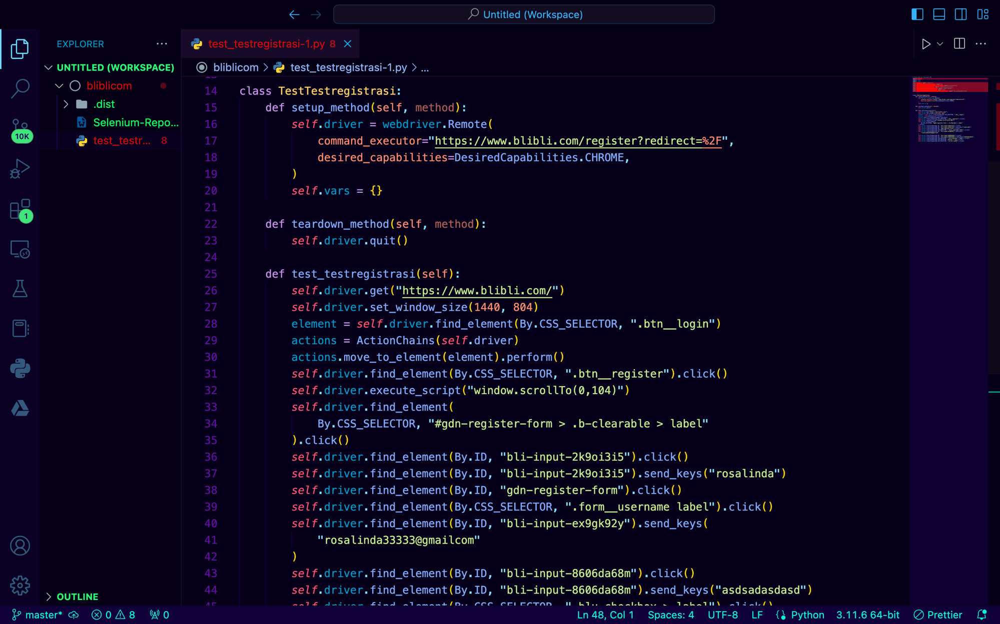 Untitled (Workspace)
EXPLORER
test_testregistrasi-1.py 8
UNTITLED (WORKSPACE)
bliblicom > test_testregistrasi-1.py > ...
bliblicom
.dist
Selenium-Repo...
test_testr... 8
10K
1
14 class TestTestregistrasi:
15 def setup_method(self, method):
16 self.driver = webdriver.Remote(
17 command_executor="https://www.blibli.com/register?redirect=%2F",
18 desired_capabilities=DesiredCapabilities.CHROME,
19 )
20 self.vars = {}
21
22 def teardown_method(self, method):
23 self.driver.quit()
24
25 def test_testregistrasi(self):
26 self.driver.get("https://www.blibli.com/")
27 self.driver.set_window_size(1440, 804)
28 element = self.driver.find_element(By.CSS_SELECTOR, ".btn__login")
29 actions = ActionChains(self.driver)
30 actions.move_to_element(element).perform()
31 self.driver.find_element(By.CSS_SELECTOR, ".btn__register").click()
32 self.driver.execute_script("window.scrollTo(0,104)")
33 self.driver.find_element(
34 By.CSS_SELECTOR, "#gdn-register-form > .b-clearable > label"
35 ).click()
36 self.driver.find_element(By.ID, "bli-input-2k9oi3i5").click()
37 self.driver.find_element(By.ID, "bli-input-2k9oi3i5").send_keys("rosalinda")
38 self.driver.find_element(By.ID, "gdn-register-form").click()
39 self.driver.find_element(By.CSS_SELECTOR, ".form__username label").click()
40 self.driver.find_element(By.ID, "bli-input-ex9gk92y").send_keys(
41 "rosalinda33333@gmailcom"
42 )
43 self.driver.find_element(By.ID, "bli-input-8606da68m").click()
44 self.driver.find_element(By.ID, "bli-input-8606da68m").send_keys("asdsadasdasd")
45 self.driver.find_element(By.CSS_SELECTOR, ".blu-checkbox > label").click()
OUTLINE
master* 0 8 0
Ln 48, Col 1 Spaces: 4 UTF-8 LF Python 3.11.6 64-bit Prettier